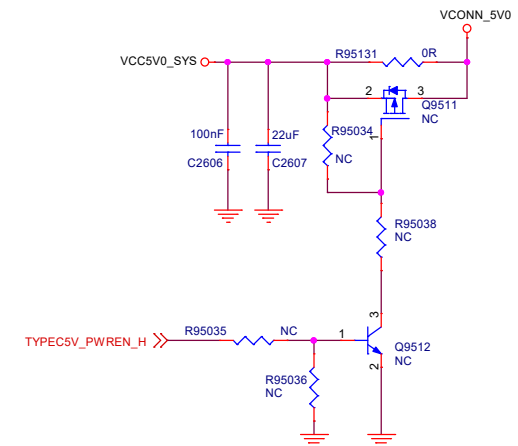 VCONN_5V0
VCC5V0_SYS
R95131
0R
2
3
Q9511
NC
1
100nF
C2606
22uF
C2607
R95034
NC
R95038
NC
TYPEC5V_PWREN_H
R95035
NC
1
3
Q9512
NC
2
R95036
NC